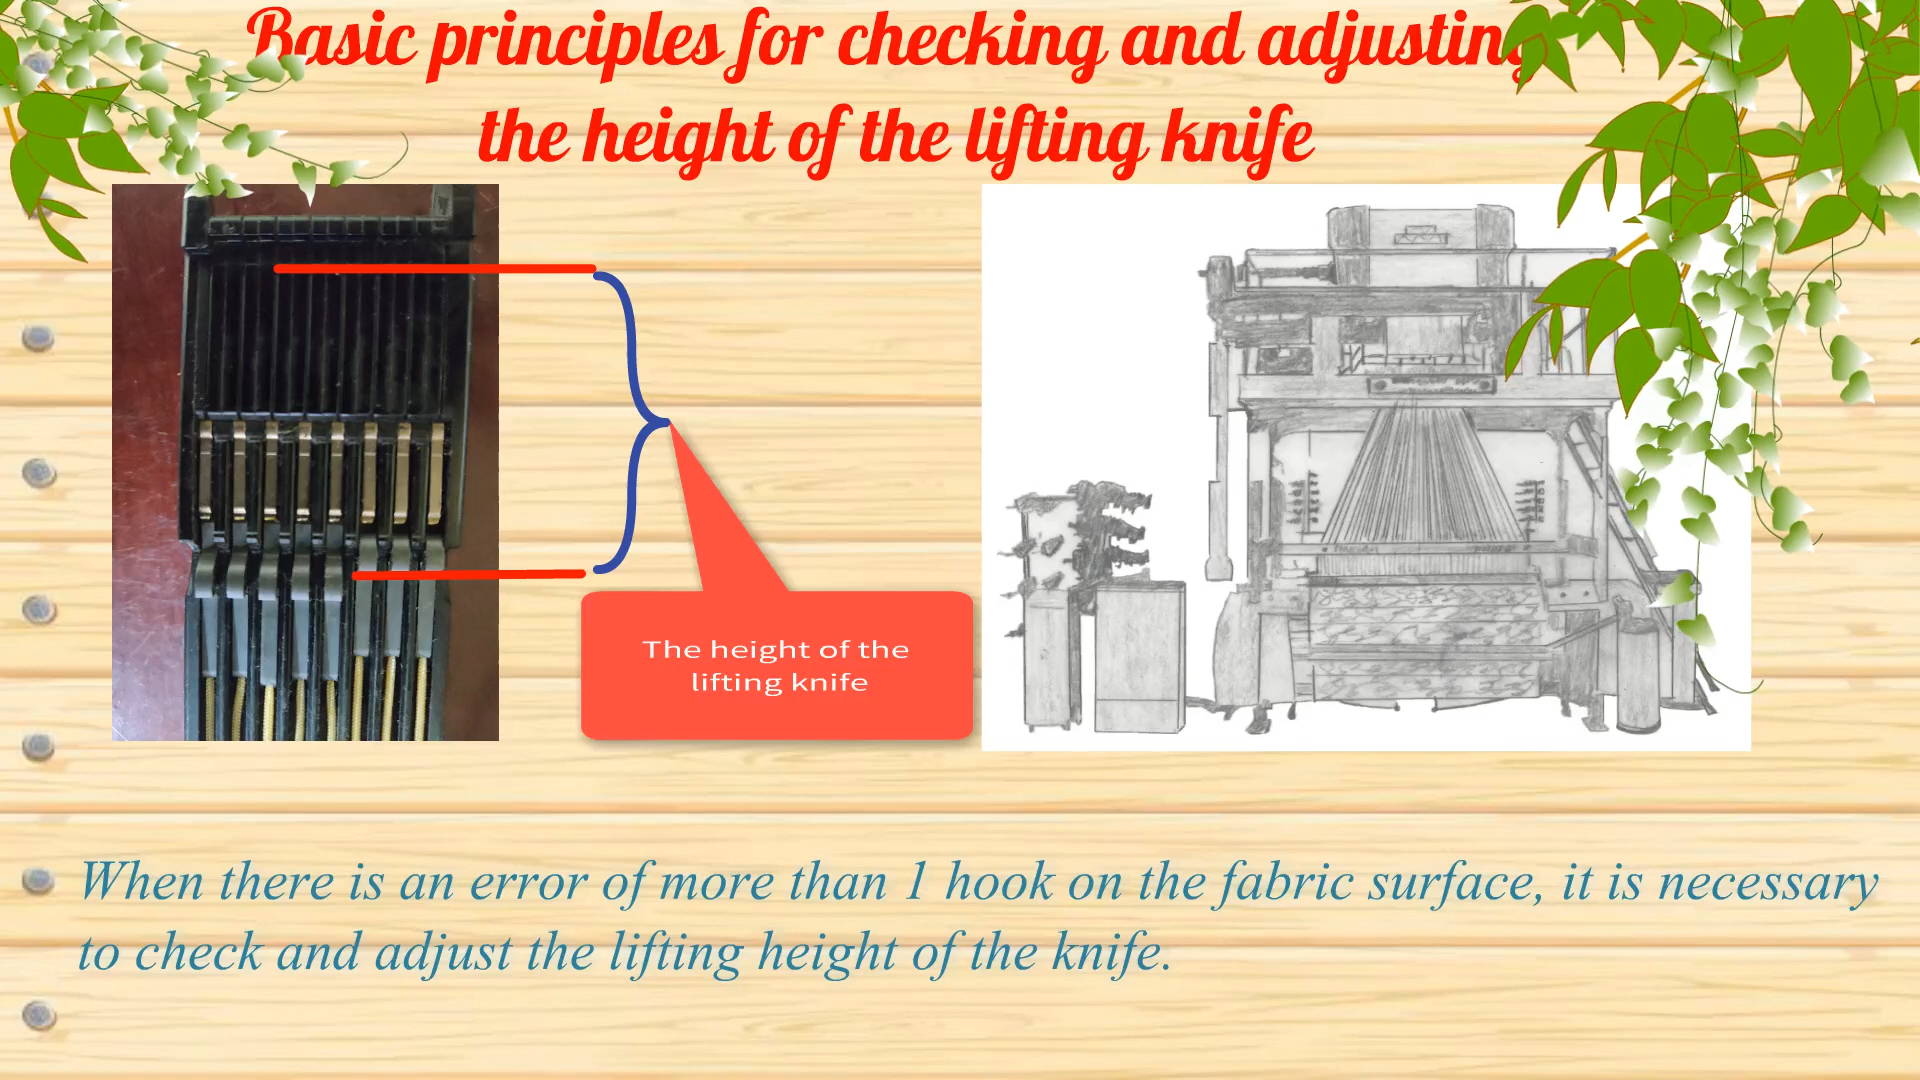 Basic principles for checking and adjusting
the height of the lifting knife
The height of the
lifting knife
When there is an error of more than 1 hook on the fabric surface, it is necessary
to check and adjust the lifting height of the knife.